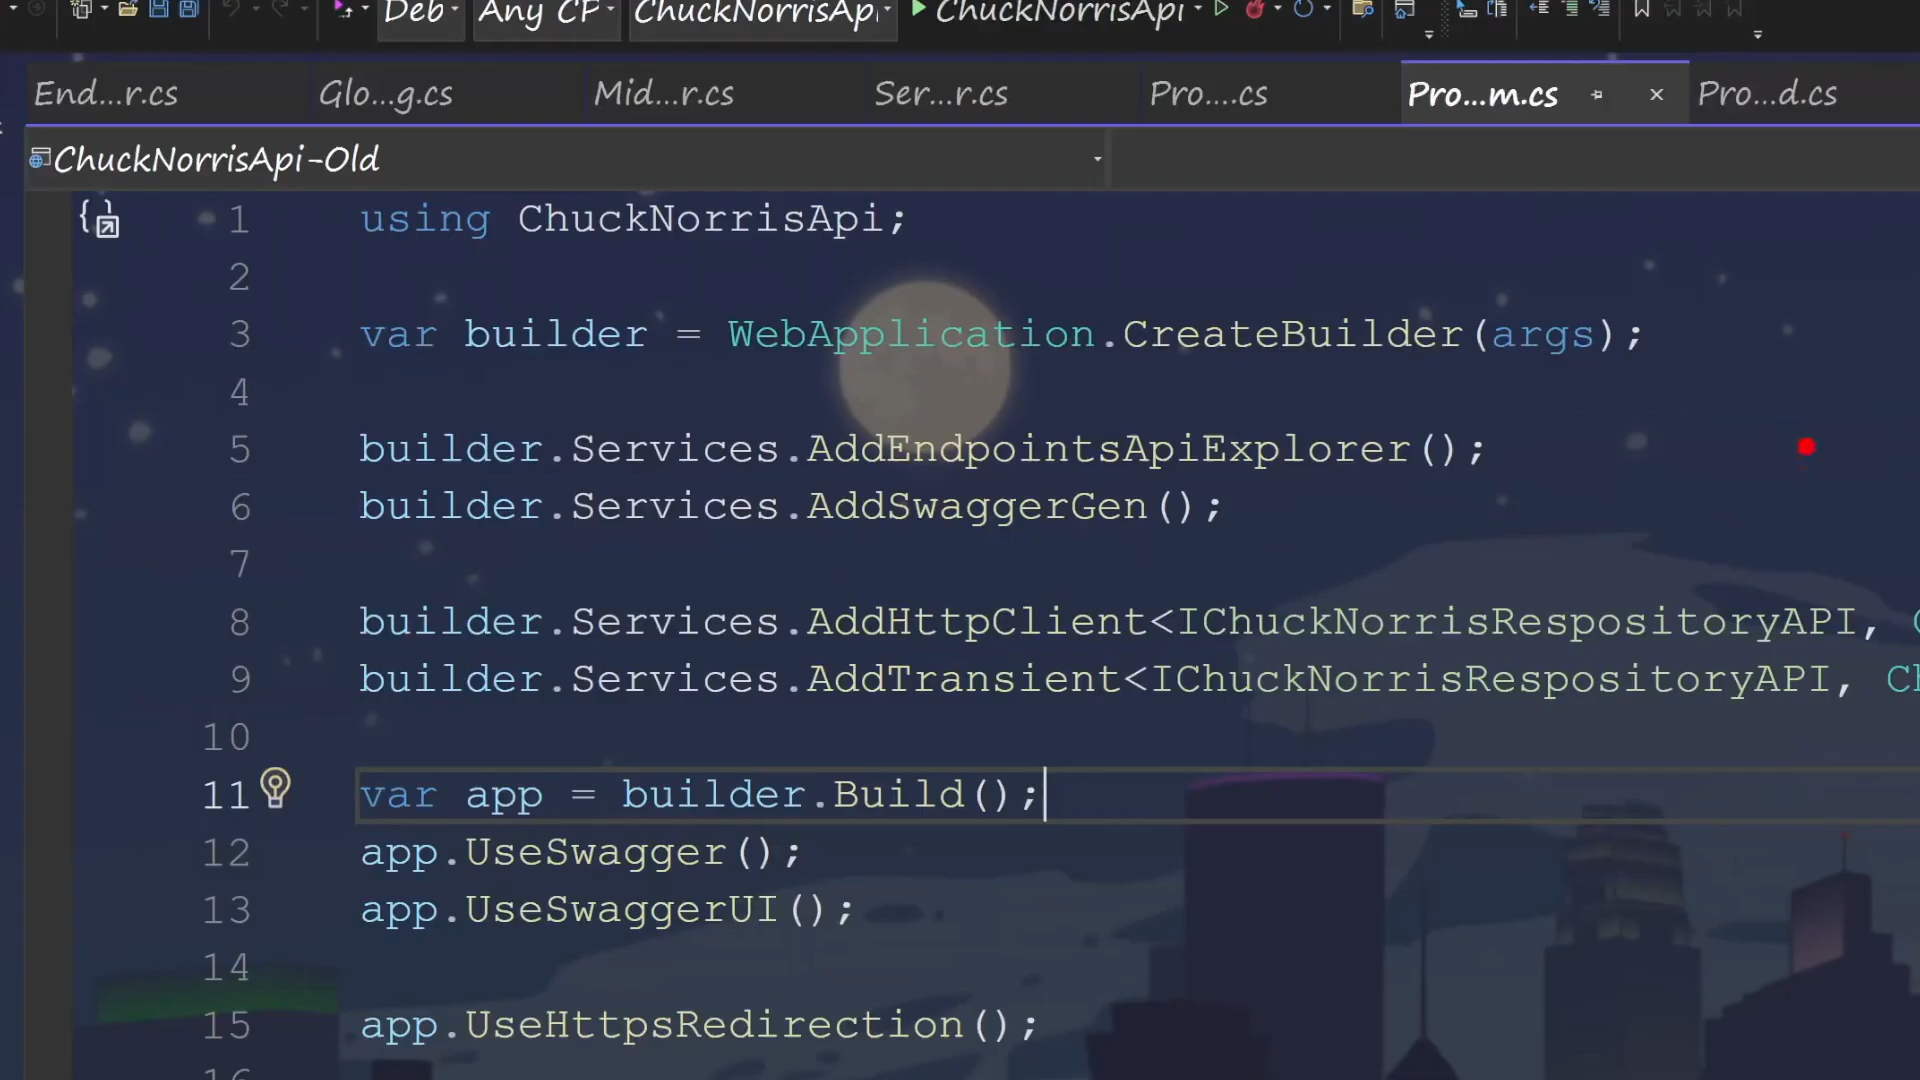 Deb Any CP ChuckNorrisApi ChuckNorrisApi
End...r.cs Glo...g.cs Mid...r.cs Ser...r.cs Pro....cs Pro...m.cs Pro...d.cs
ChuckNorrisApi-Old
1 using ChuckNorrisApi;
2
3 var builder = WebApplication.CreateBuilder(args);
4
5 builder.Services.AddEndpointsApiExplorer();
6 builder.Services.AddSwaggerGen();
7
8 builder.Services.AddHttpClient<IChuckNorrisRespositoryAPI,
9 builder.Services.AddTransient<IChuckNorrisRespositoryAPI, Ch
10
11 var app = builder.Build();
12 app.UseSwagger();
13 app.UseSwaggerUI();
14
15 app.UseHttpsRedirection();
16